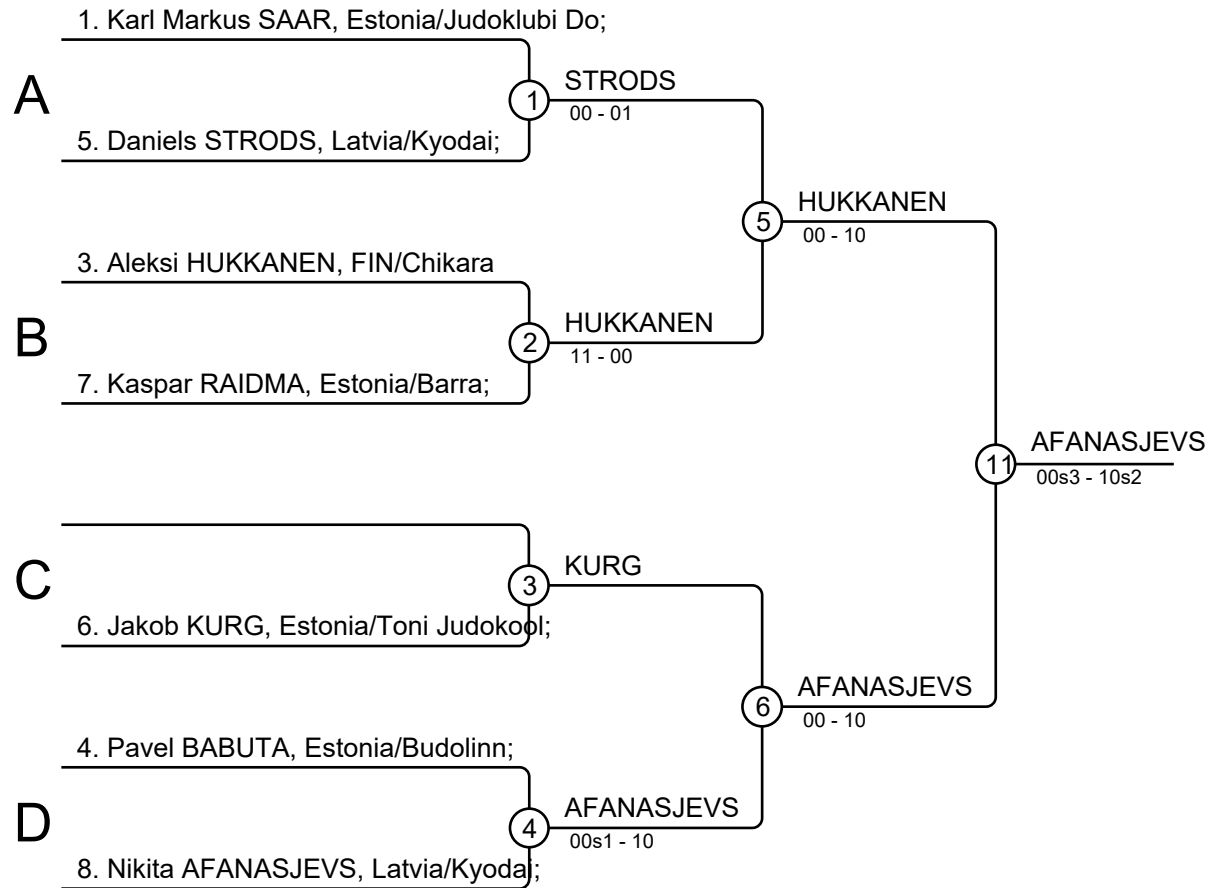 1. Karl Markus SAAR, Estonia/Judoklubi Do;
A
1
STRODS
00 - 01
5. Daniels STRODS, Latvia/Kyodai;
5
HUKKANEN
00 - 10
3. Aleksi HUKKANEN, FIN/Chikara
B
2
HUKKANEN
11 - 00
7. Kaspar RAIDMA, Estonia/Barra;
11
AFANASJEVS
00s3 - 10s2
C
3
KURG
6. Jakob KURG, Estonia/Toni Judokool;
6
AFANASJEVS
00 - 10
4. Pavel BABUTA, Estonia/Budolinn;
D
4
AFANASJEVS
00s1 - 10
8. Nikita AFANASJEVS, Latvia/Kyodai;